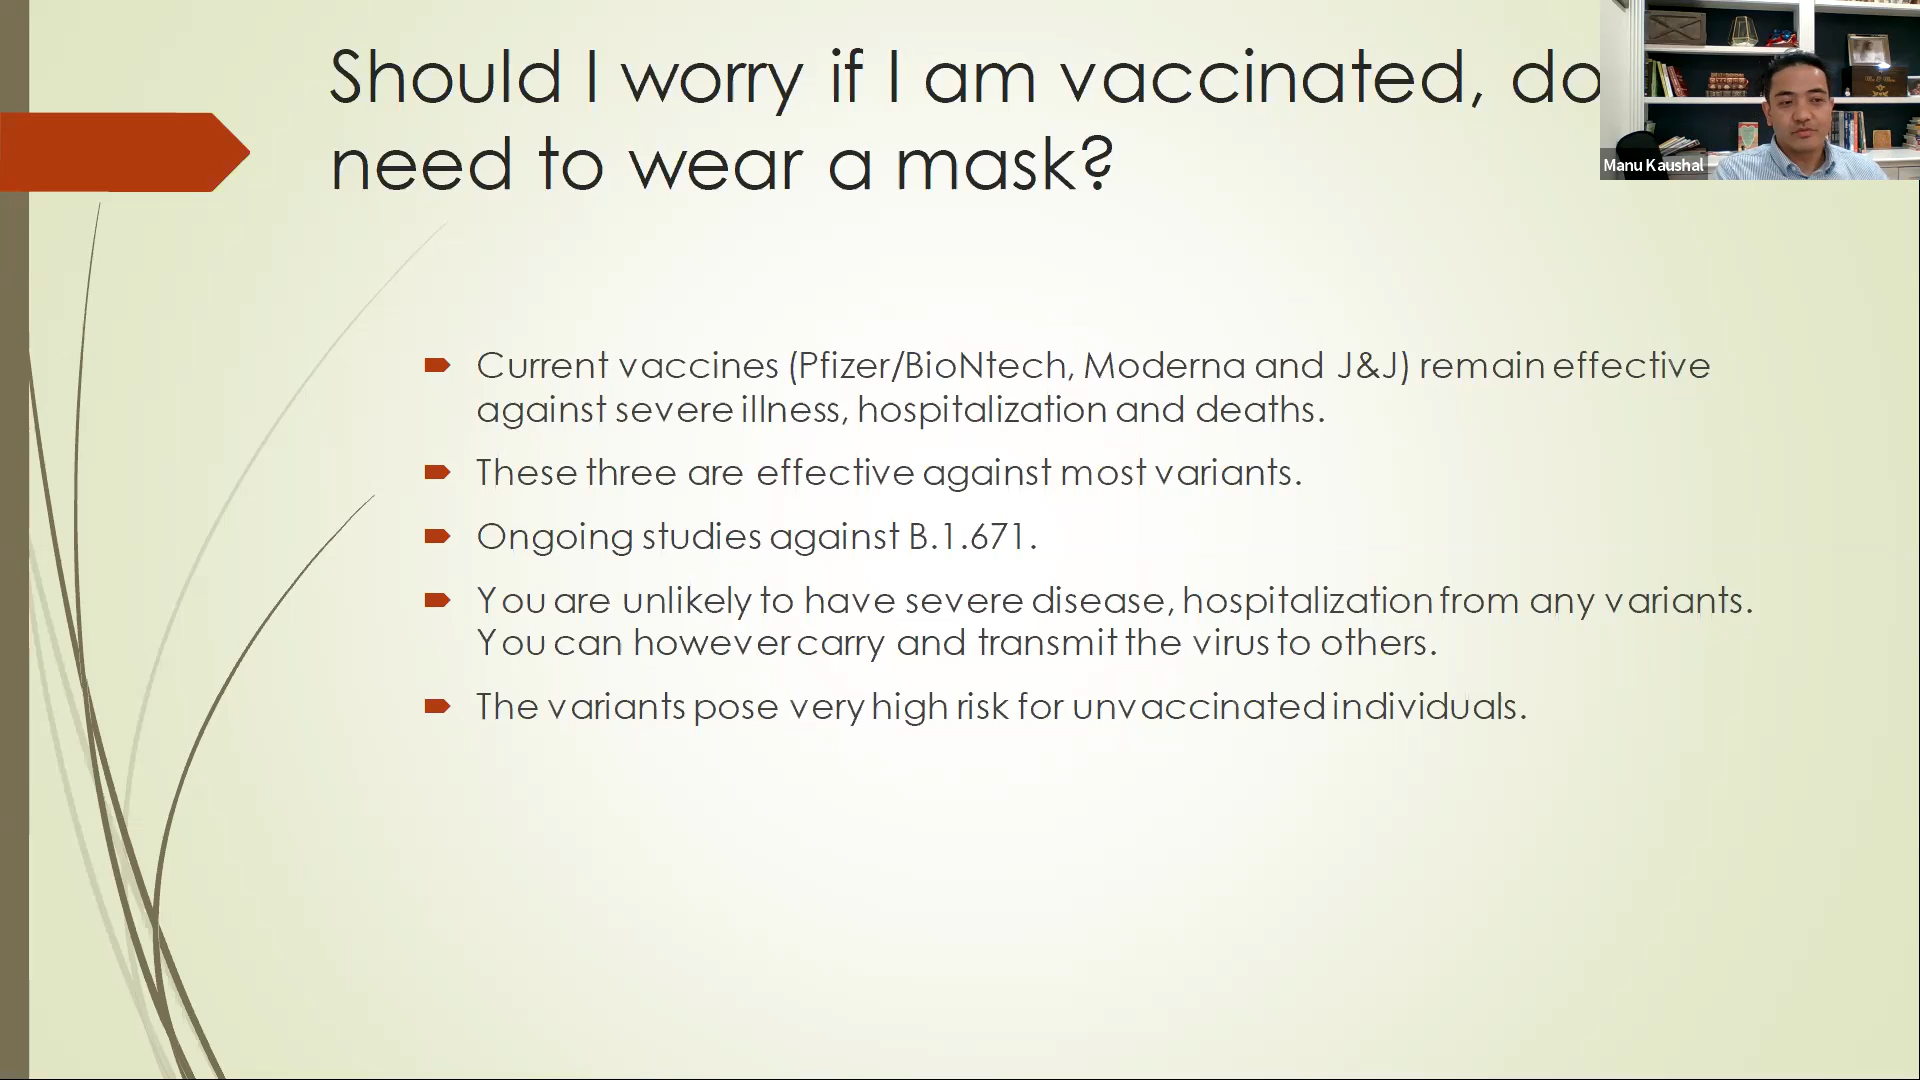 Should I worry if I am vaccinated, do
need to wear a mask?
Manu Kaushal
Current vaccines (Pfizer/BioNtech, Moderna and J&J) remain effective
against severe illness, hospitalization and deaths.
These three are effective against most variants.
Ongoing studies against B.1.671.
You are unlikely to have severe disease, hospitalization from any variants.
You can however carry and transmit the virus to others.
The variants pose very high risk for unvaccinated individuals.